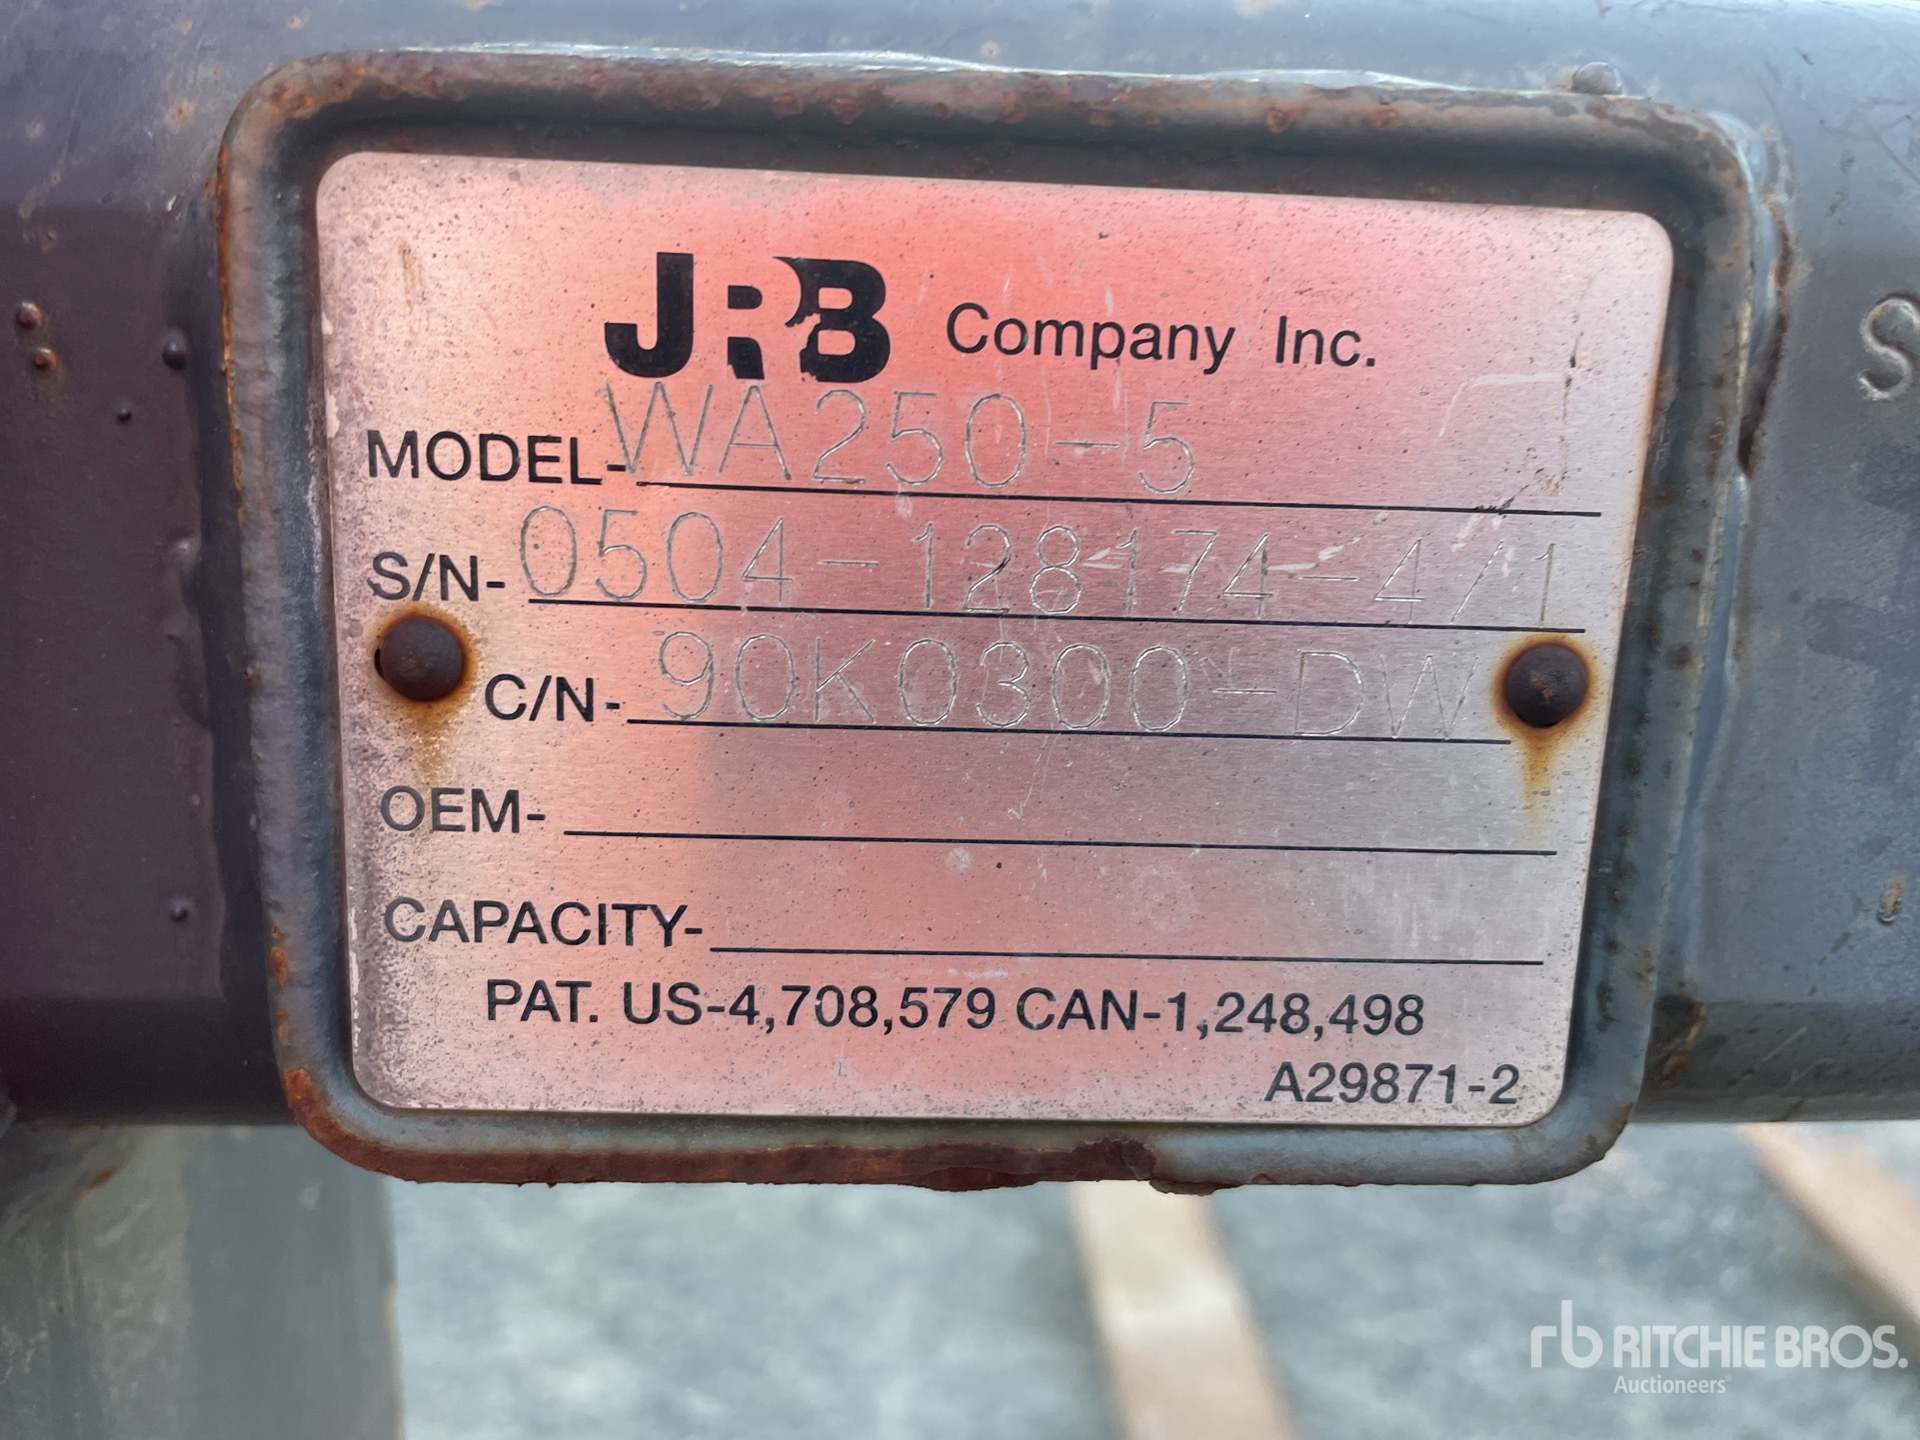 JRB Company Inc.
MODEL- WA250-5
S/N- 0504-128174-4/1
C/N- 90K0300-DW
OEM-
CAPACITY-
PAT. US-4,708,579 CAN-1,248,498
A29871-2
S
rb RITCHIE BROS.
Auctioneers